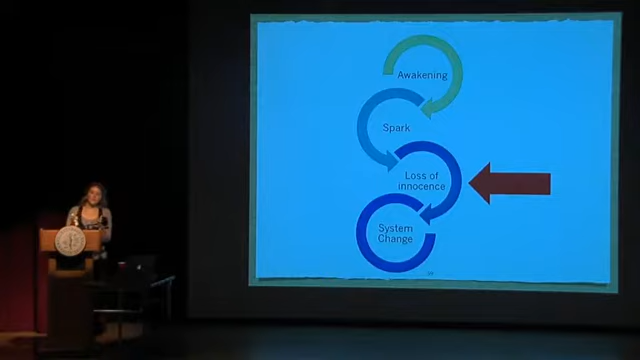 Awakening
Spark
Loss of
innocence
System
Change